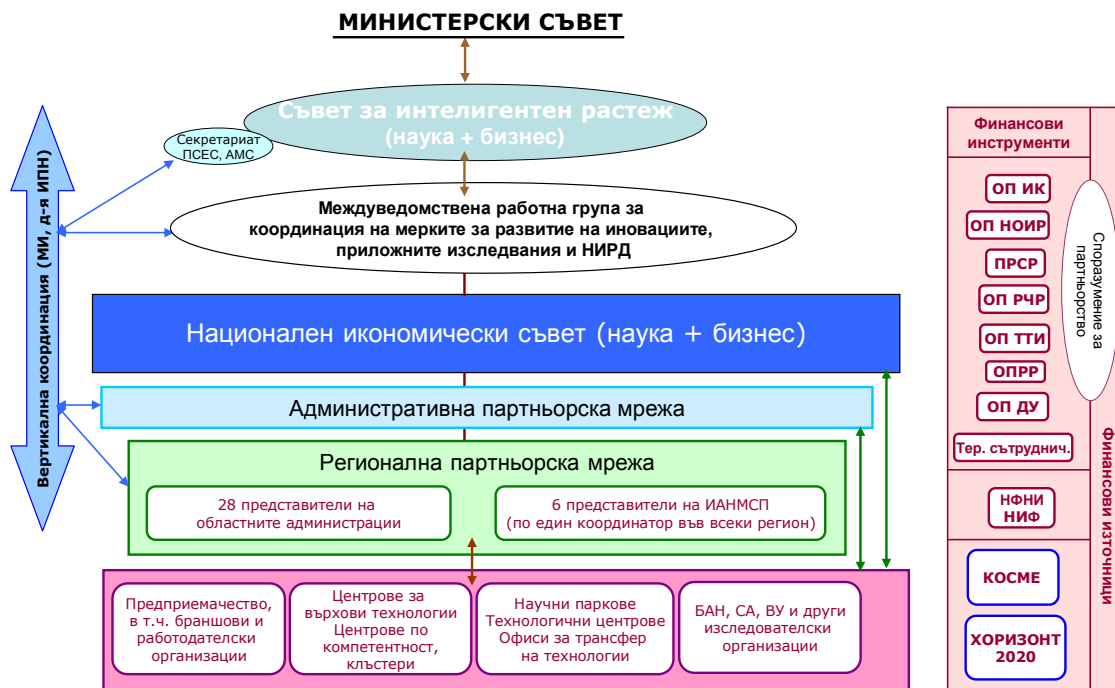 МИНИСТЕРСКИ СЪВЕТ
Съвет за интелигентен растеж
(наука + бизнес)
Секретариат
ПСЕС, АМС
Междуведомствена работна група за
координация на мерките за развитие на иновациите,
приложните изследвания и НИРД
Вертикална координация (МИ, д-я ИПН)
Национален икономически съвет (наука + бизнес)
Административна партньорска мрежа
Регионална партньорска мрежа
28 представители на
областните администрации
6 представители на ИАНМСП
(по един координатор във всеки регион)
Предприемачество,
в т.ч. браншови и
работодателски
организации
Центрове за
върхови технологии
Центрове по
компетентност,
клъстери
Научни паркове
Технологични центрове
Офиси за трансфер
на технологии
БАН, СА, ВУ и други
изследователски
организации
Финансови
инструменти
ОП ИК
ОП НОИР
ПРСР
ОП РЧР
ОП ТТИ
ОПРР
ОП ДУ
Тер. сътруднич.
Споразумение за
партньорство
НФНИ
НИФ
КОСМЕ
ХОРИЗОНТ
2020
Финансови източници